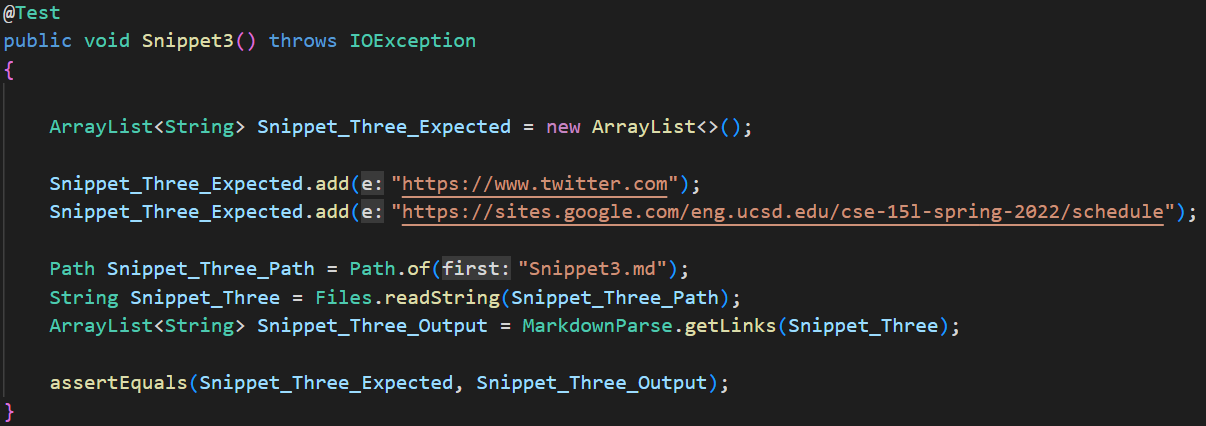 @Test
public void Snippet3() throws IOException
{
ArrayList<String> Snippet_Three_Expected = new ArrayList<>();
Snippet_Three_Expected.add(e: "https://www.twitter.com");
Snippet_Three_Expected.add(e: "https://sites.google.com/eng.ucsd.edu/cse-15l-spring-2022/schedule");
Path Snippet_Three_Path = Path.of(first: "Snippet3.md");
String Snippet_Three = Files.readString(Snippet_Three_Path);
ArrayList<String> Snippet_Three_Output = MarkdownParse.getLinks(Snippet_Three);
assertEquals(Snippet_Three_Expected, Snippet_Three_Output);
}